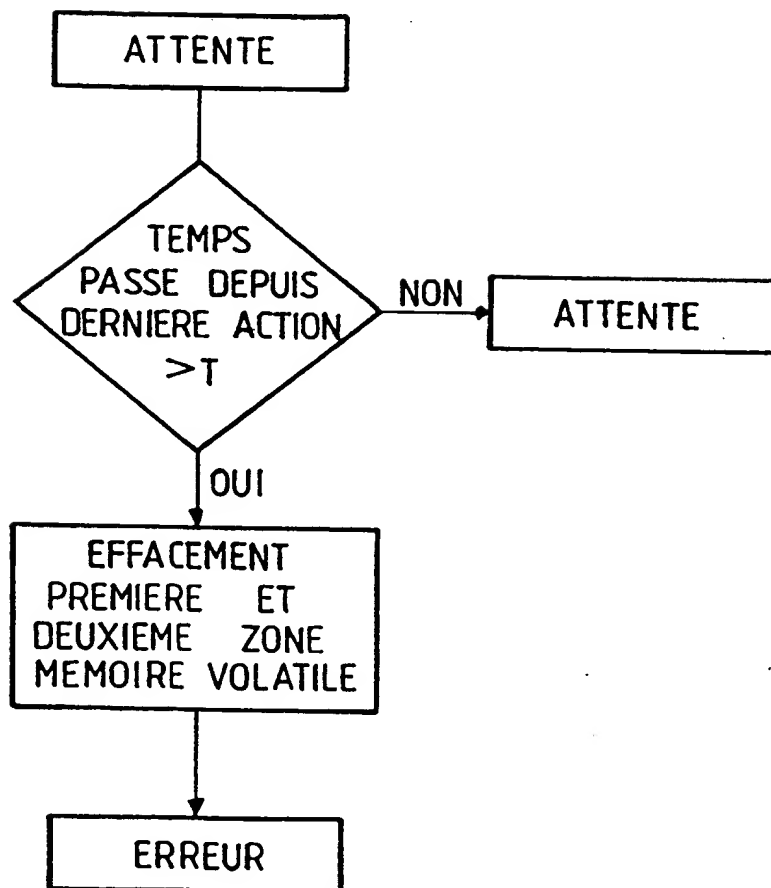 ATTENTE
TEMPS
PASSE DEPUIS
DERNIERE ACTION
>T
NON
ATTENTE
OUI
EFFACEMENT
PREMIERE ET
DEUXIEME ZONE
MEMOIRE VOLATILE
ERREUR